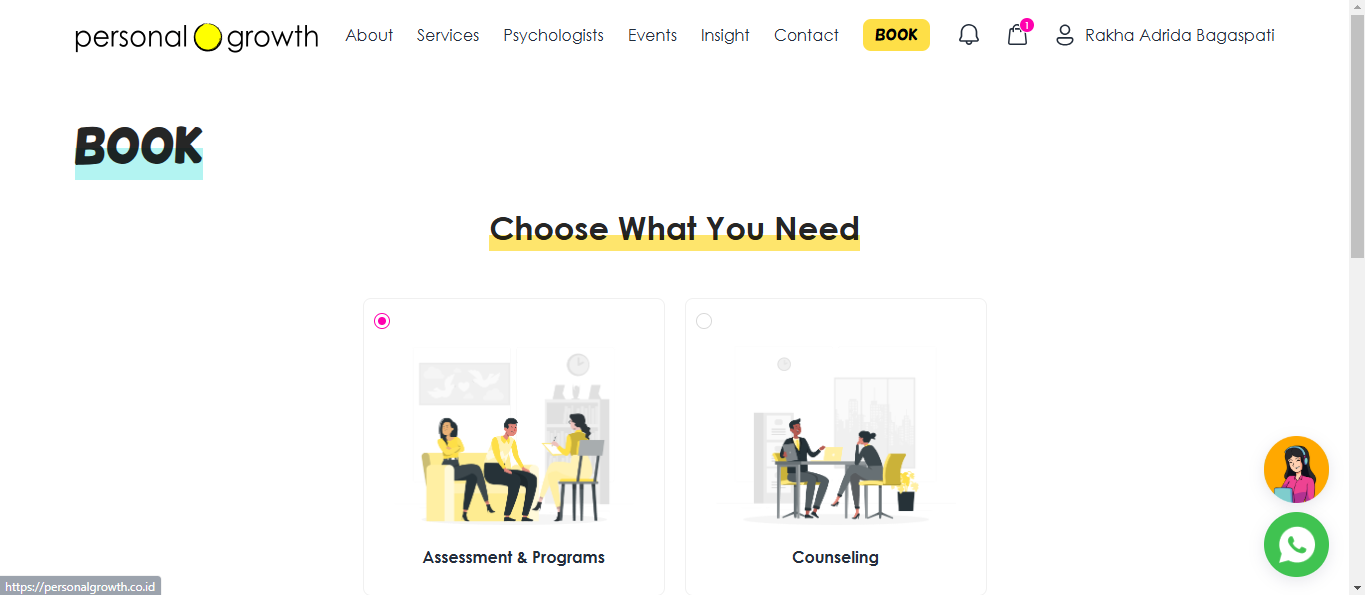 personal growth About Services Psychologists Events Insight Contact BOOK 1 Rakha Adrida Bagaspati
BOOK
Choose What You Need
Assessment & Programs Counseling
https://personalgrowth.co.id